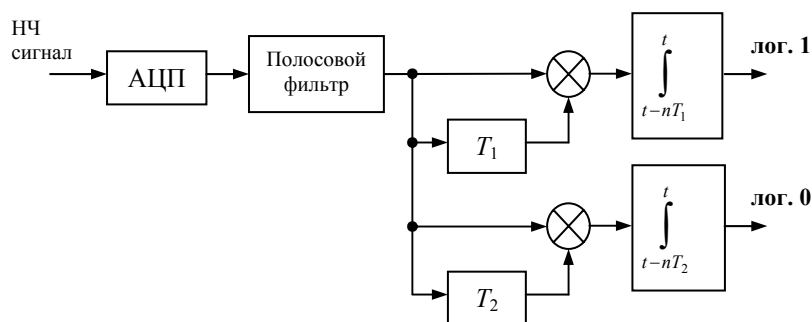 НЧ
сигнал
АЦП
Полосовой
фильтр
t
∫
t−nT₁
лог. 1
T₁
t
∫
t−nT₂
лог. 0
T₂